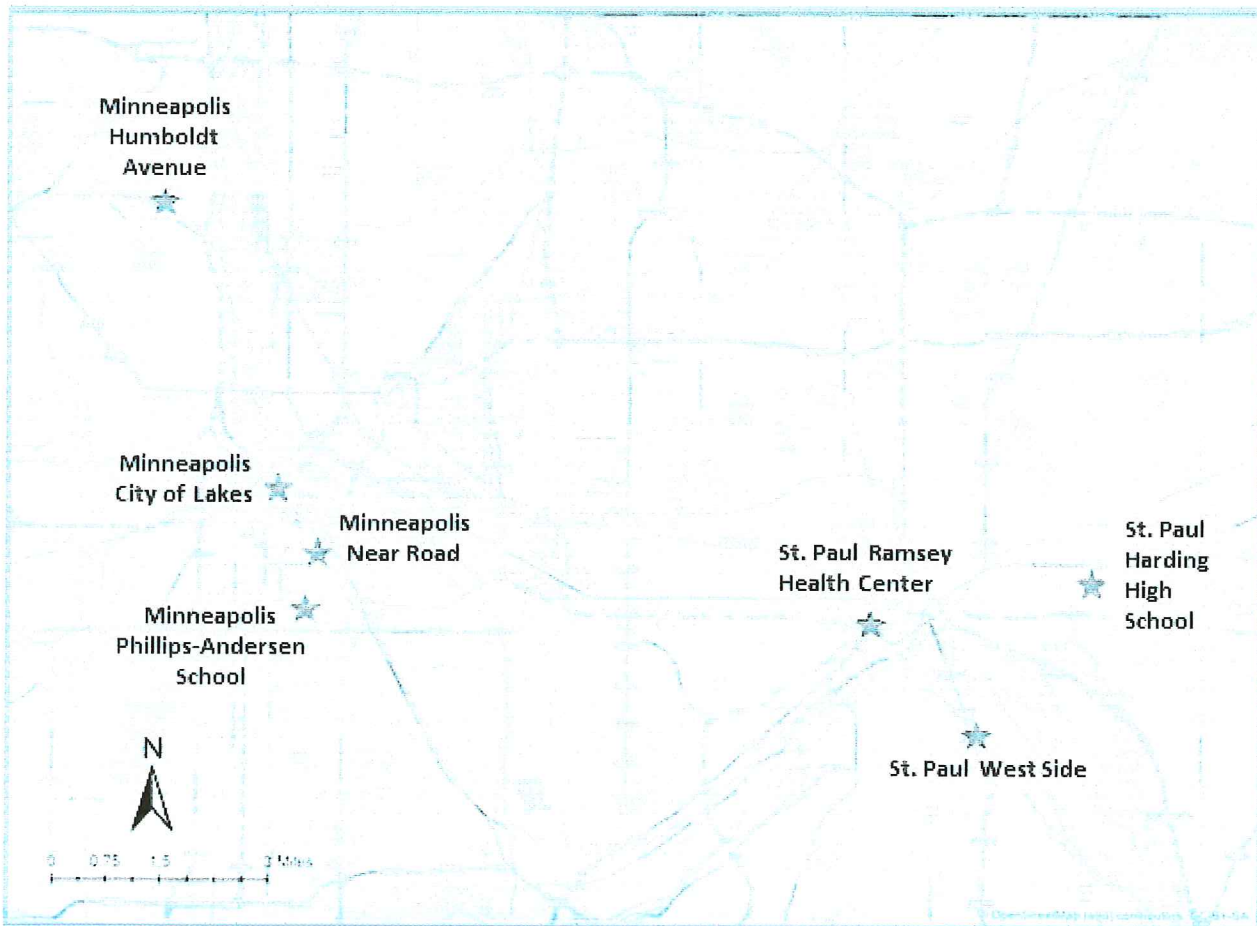 Minneapolis
Humboldt
Avenue
Minneapolis
City of Lakes
Minneapolis
Near Road
St. Paul Ramsey
Health Center
St. Paul
Harding
High
School
Minneapolis
Phillips-Andersen
School
St. Paul West Side
N
0 0.75 1.5 3 Miles